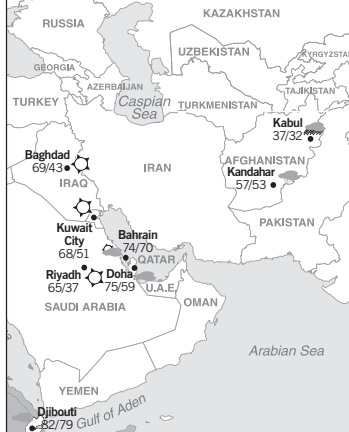 RUSSIA
KAZAKHSTAN
UZBEKISTAN
KYRGYZSTAN
GEORGIA
AZERBAIJAN
TAJIKISTAN
TURKEY
Caspian
Sea
TURKMENISTAN
Kabul
37/32
Baghdad
69/43
IRAN
AFGHANISTAN
Kandahar
57/53
IRAQ
PAKISTAN
Kuwait
City
68/51
Bahrain
74/70
QATAR
Riyadh
65/37
Doha
75/59
U.A.E.
SAUDI ARABIA
OMAN
Arabian Sea
YEMEN
Djibouti
82/79
Gulf of Aden